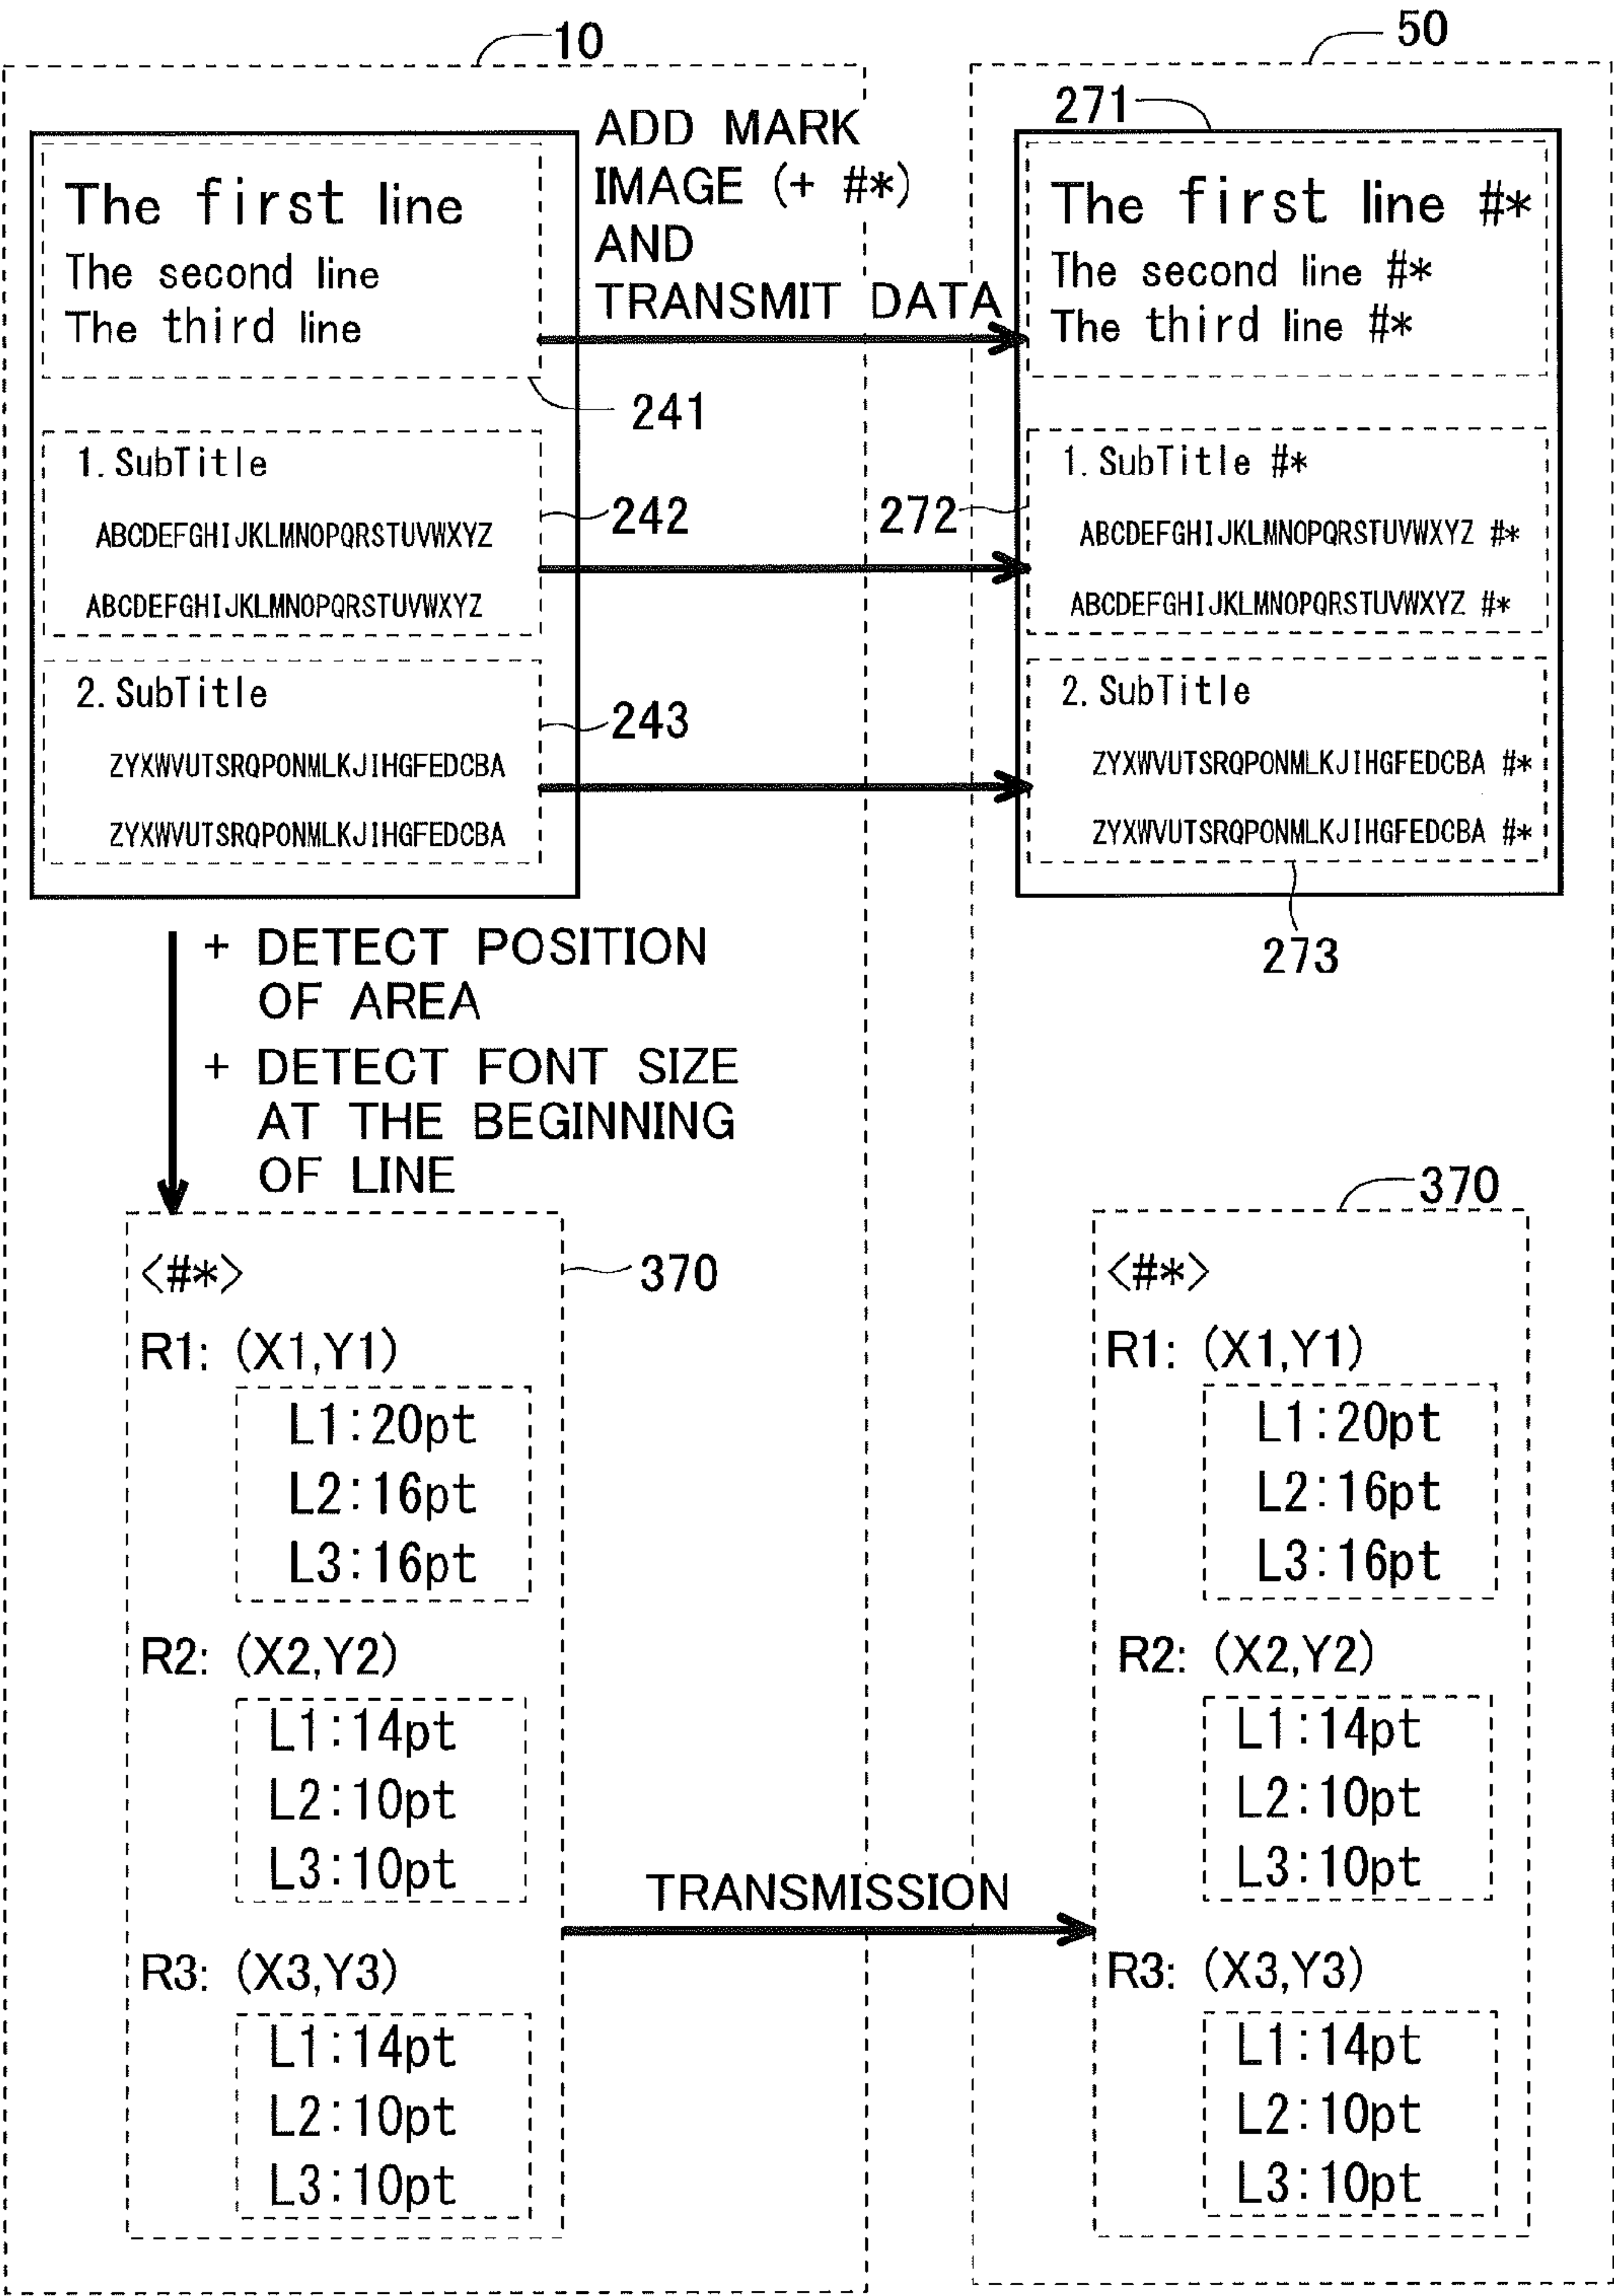 10
50
271
The first line
The second line
The third line
ADD MARK
IMAGE (+ #*)
AND
TRANSMIT DATA
The first line #*
The second line #*
The third line #*
241
1. SubTitle
ABCDEFGHIJKLMNOPQRSTUVWXYZ
ABCDEFGHIJKLMNOPQRSTUVWXYZ
242
272
1. SubTitle #*
ABCDEFGHIJKLMNOPQRSTUVWXYZ #*
ABCDEFGHIJKLMNOPQRSTUVWXYZ #*
2. SubTitle
ZYXWVUTSRQPONMLKJIHGFEDCBA
ZYXWVUTSRQPONMLKJIHGFEDCBA
243
2. SubTitle
ZYXWVUTSRQPONMLKJIHGFEDCBA #*
ZYXWVUTSRQPONMLKJIHGFEDCBA #*
273
+ DETECT POSITION
OF AREA
+ DETECT FONT SIZE
AT THE BEGINNING
OF LINE
370
<#*>
R1: (X1,Y1)
L1:20pt
L2:16pt
L3:16pt
R2: (X2,Y2)
L1:14pt
L2:10pt
L3:10pt
R3: (X3,Y3)
L1:14pt
L2:10pt
L3:10pt
TRANSMISSION
370
<#*>
R1: (X1,Y1)
L1:20pt
L2:16pt
L3:16pt
R2: (X2,Y2)
L1:14pt
L2:10pt
L3:10pt
R3: (X3,Y3)
L1:14pt
L2:10pt
L3:10pt